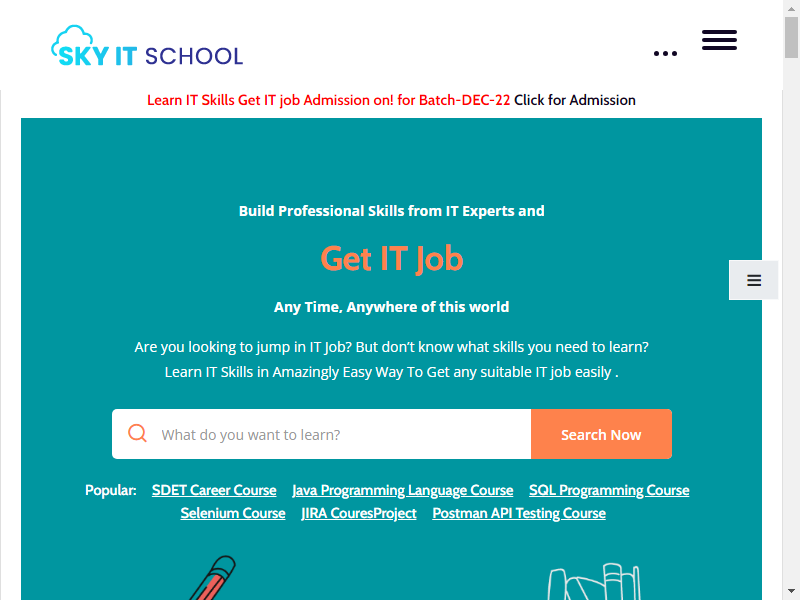 SKY IT SCHOOL
Learn IT Skills Get IT job Admission on! for Batch-DEC-22 Click for Admission
Build Professional Skills from IT Experts and
Get IT Job
Any Time, Anywhere of this world
Are you looking to jump in IT Job? But don't know what skills you need to learn?
Learn IT Skills in Amazingly Easy Way To Get any suitable IT job easily .
What do you want to learn?
Search Now
Popular: SDET Career Course Java Programming Language Course SQL Programming Course
Selenium Course JIRA CouresProject Postman API Testing Course